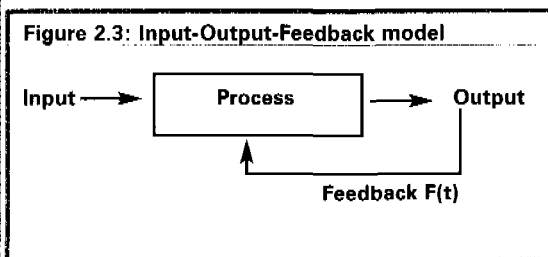 Figure 2.3: Input-Output-Feedback model
Input Process Output
Feedback F(t)